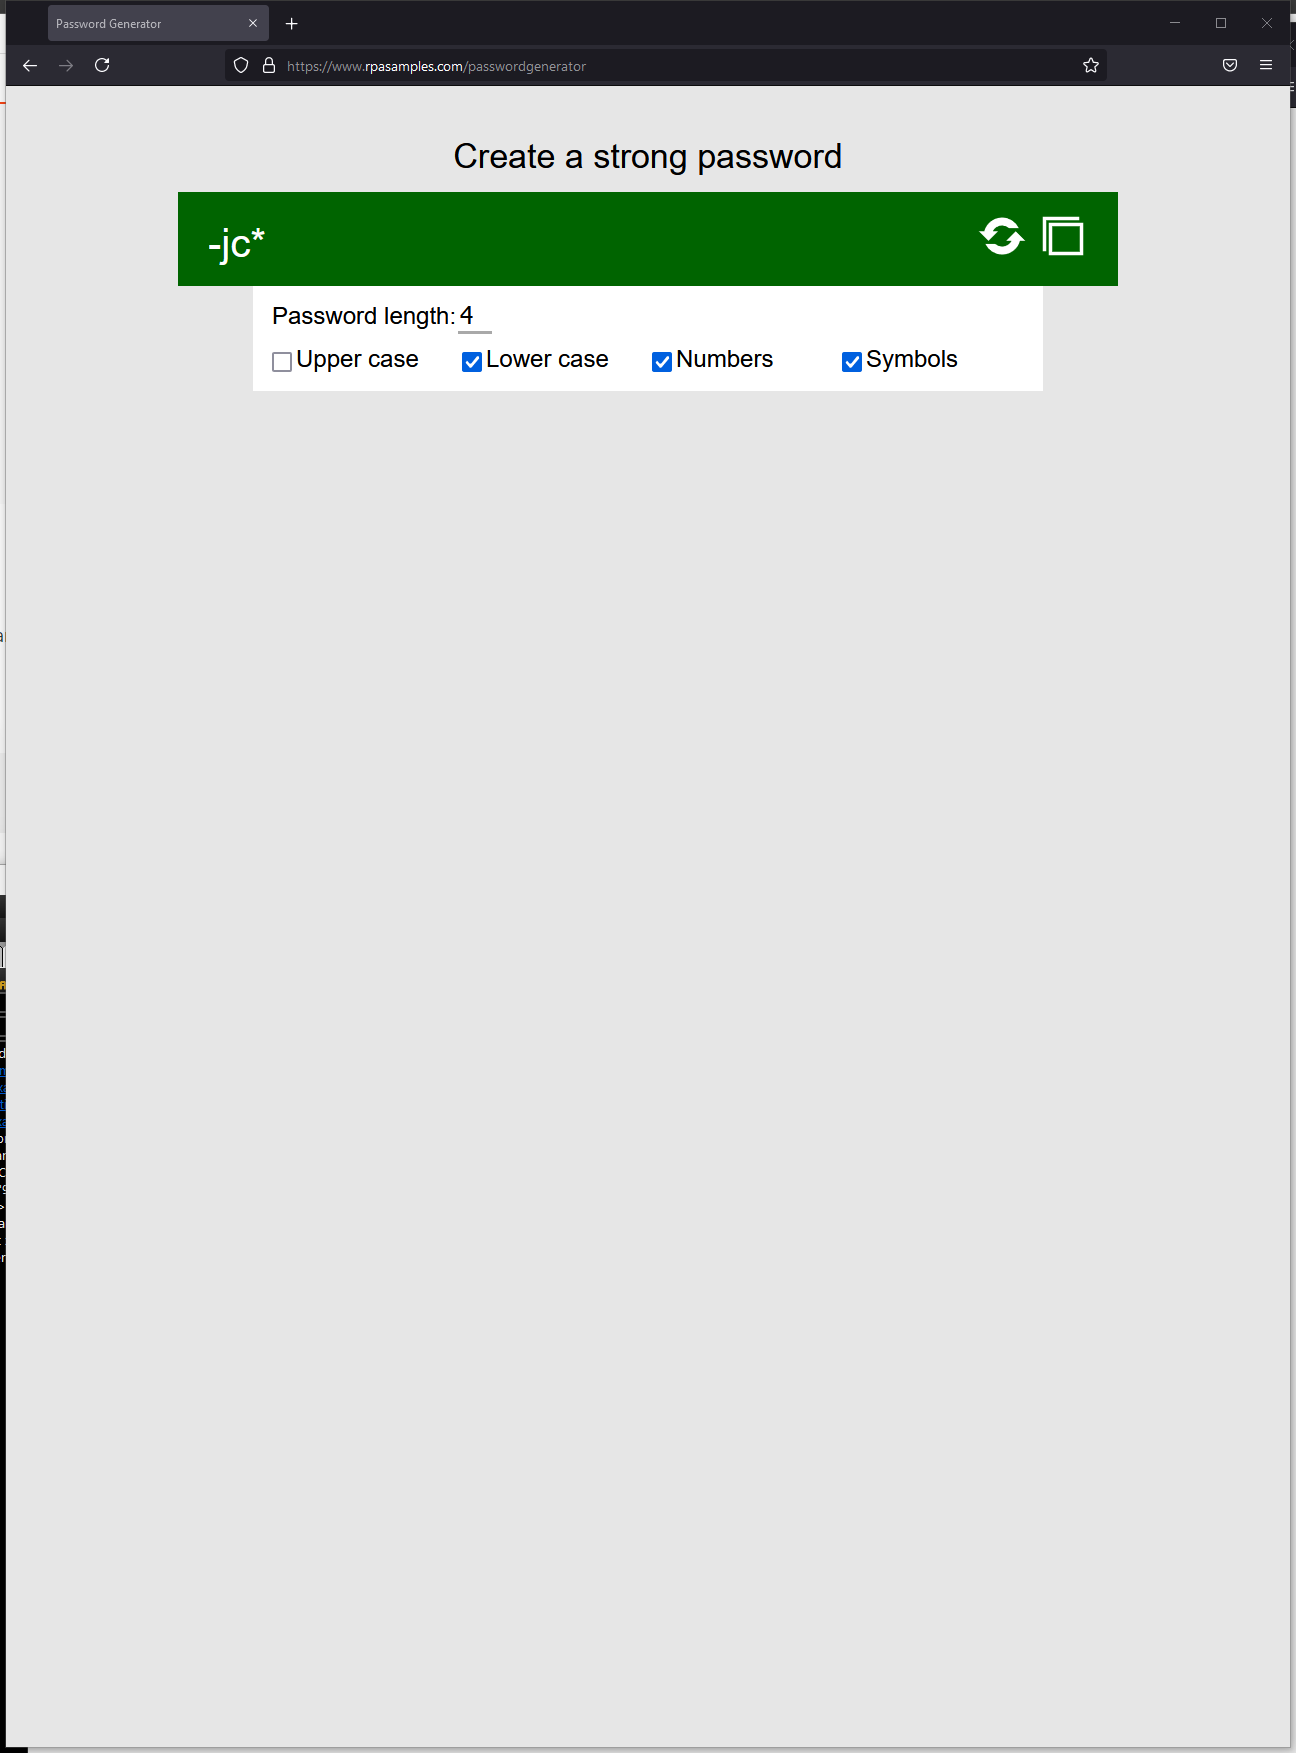 Password Generator
https://www.rpasamples.com/passwordgenerator
Create a strong password
-jc*
Password length: 4
Upper case Lower case Numbers Symbols